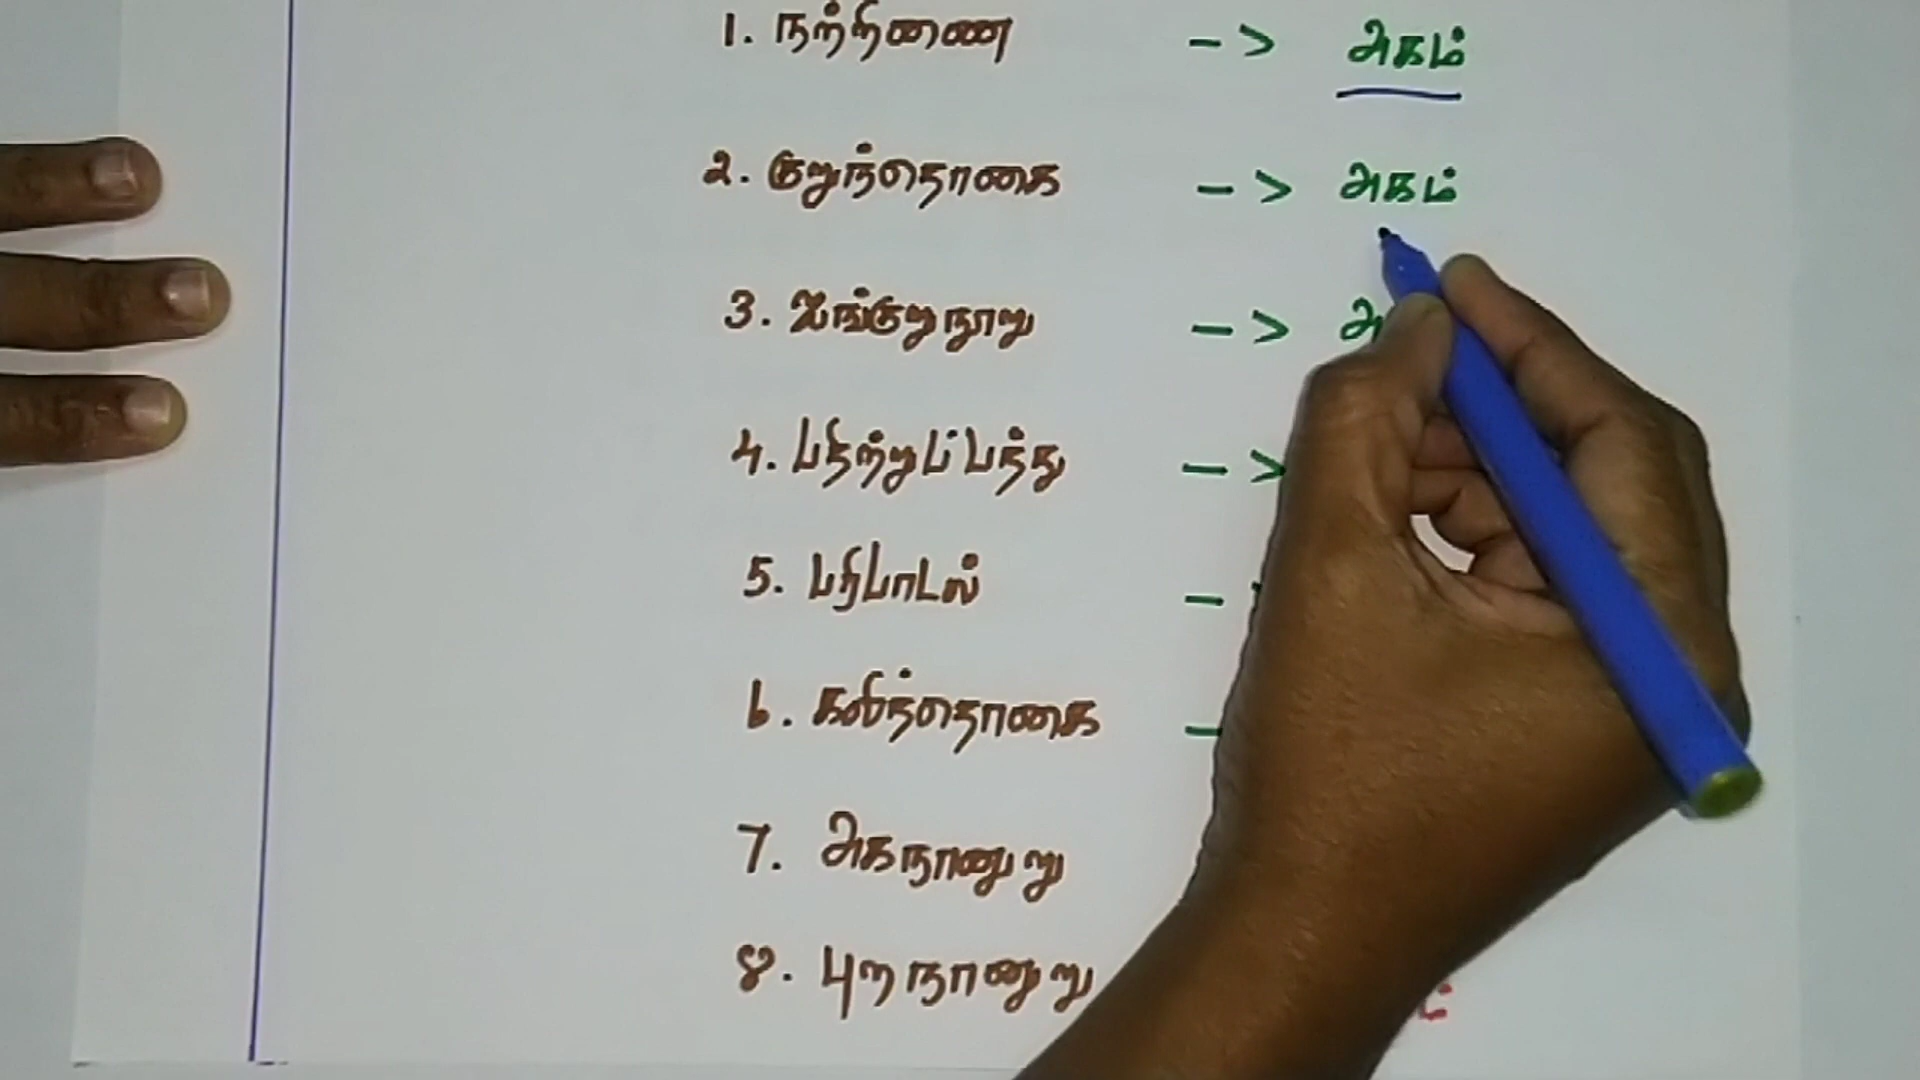 1. நற்றிணை -> அகம்
2. குறுந்தொகை -> அகம்
3. ஐங்குறுநூறு -> அ
4. பதிற்றுப்பத்து ->
5. பரிபாடல் -
6. கலித்தொகை -
7. அகநானுறு
8. புறநானுறு